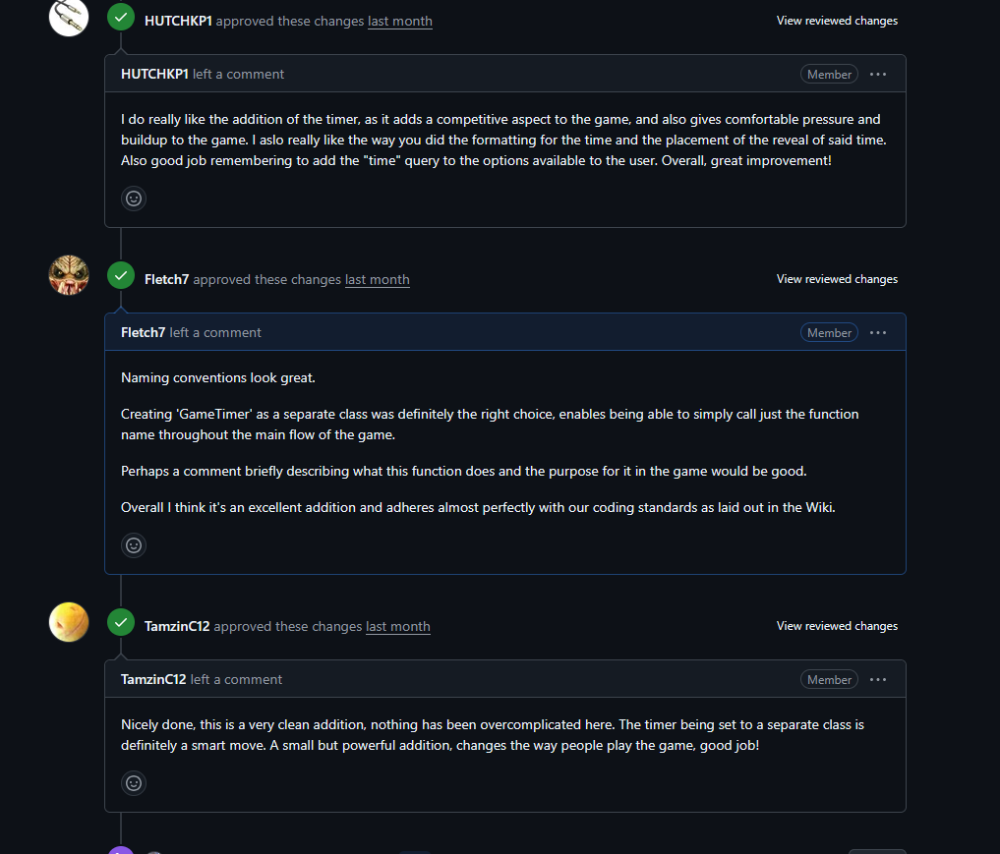 HUTCHKP1 approved these changes last month View reviewed changes
HUTCHKP1 left a comment Member
I do really like the addition of the timer, as it adds a competitive aspect to the game, and also gives comfortable pressure and
buildup to the game. I aslo really like the way you did the formatting for the time and the placement of the reveal of said time.
Also good job remembering to add the "time" query to the options available to the user. Overall, great improvement!
Fletch7 approved these changes last month View reviewed changes
Fletch7 left a comment Member
Naming conventions look great.
Creating 'GameTimer' as a separate class was definitely the right choice, enables being able to simply call just the function
name throughout the main flow of the game.
Perhaps a comment briefly describing what this function does and the purpose for it in the game would be good.
Overall I think it's an excellent addition and adheres almost perfectly with our coding standards as laid out in the Wiki.
TamzinC12 approved these changes last month View reviewed changes
TamzinC12 left a comment Member
Nicely done, this is a very clean addition, nothing has been overcomplicated here. The timer being set to a separate class is
definitely a smart move. A small but powerful addition, changes the way people play the game, good job!